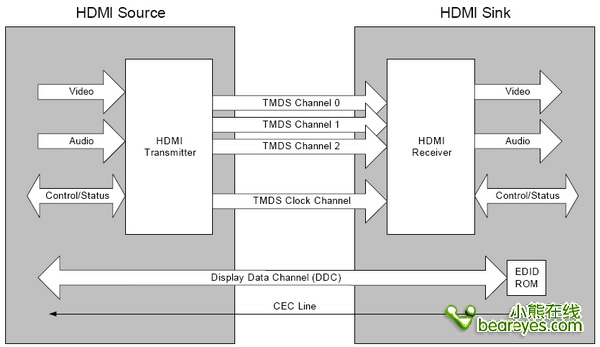 HDMI Source
HDMI Sink
Video
Audio
Control/Status
HDMI
Transmitter
TMDS Channel 0
TMDS Channel 1
TMDS Channel 2
TMDS Clock Channel
HDMI
Receiver
Video
Audio
Control/Status
Display Data Channel (DDC)
EDID
ROM
CEC Line
小熊在线
beareyes.com